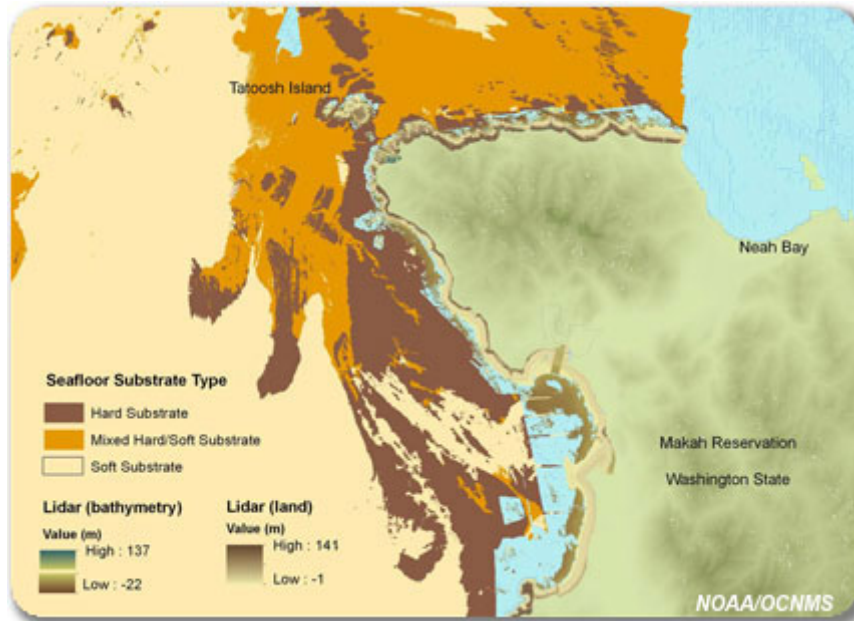 Tatoosh Island
Neah Bay
Seafloor Substrate Type
Hard Substrate
Mixed Hard/Soft Substrate
Soft Substrate
Makah Reservation
Washington State
Lidar (bathymetry)
Value (m)
High : 137
Low : -22
Lidar (land)
Value (m)
High : 141
Low : -1
NOAA/OCNMS